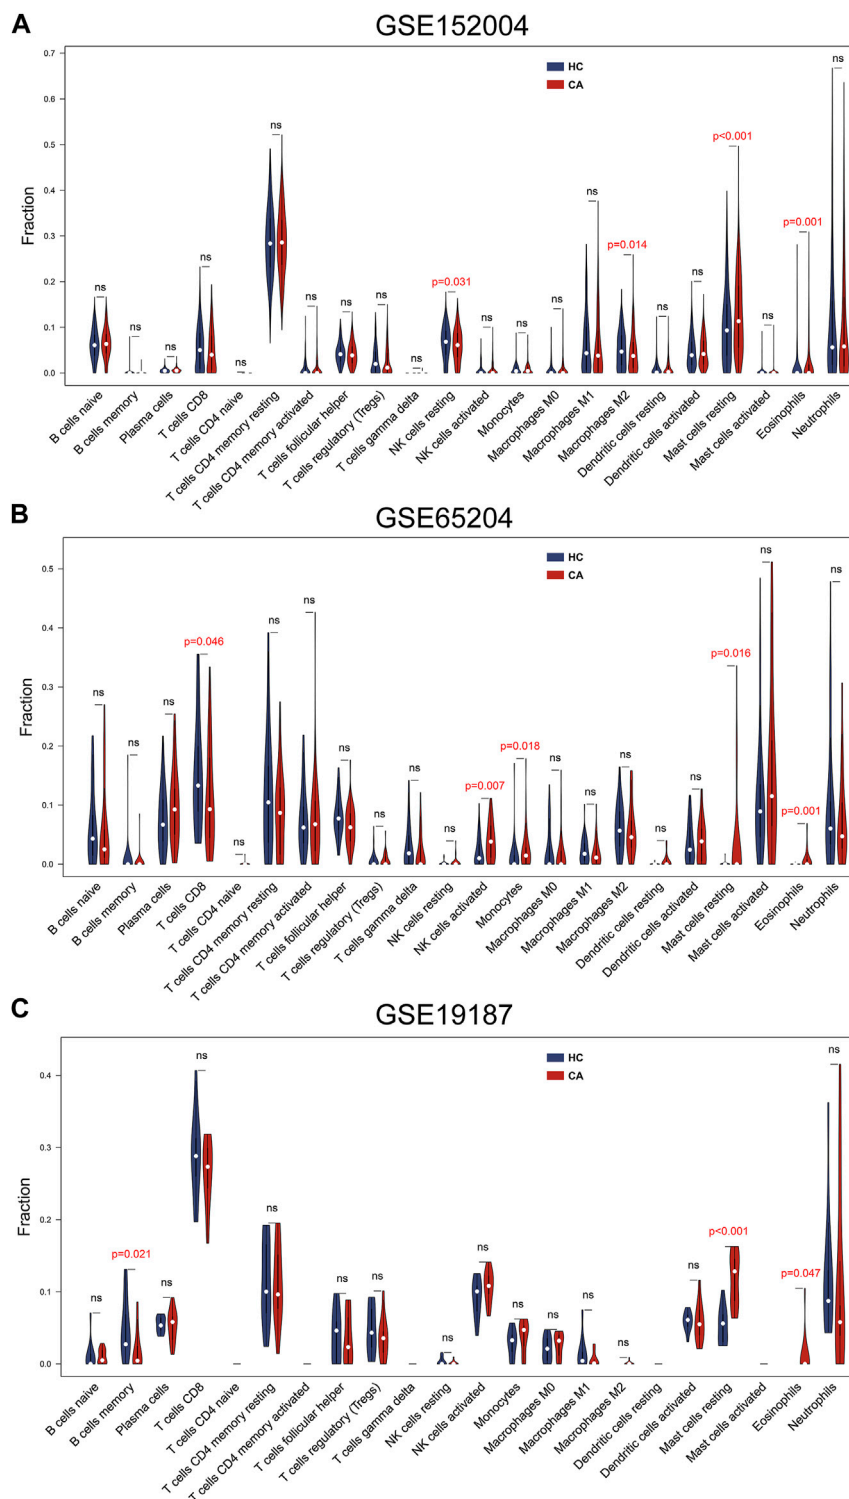 A
GSE152004
HC
CA
Fraction
0.7
0.6
0.5
0.4
0.3
0.2
0.1
0.0
ns
ns
ns
ns
ns
ns
ns
ns
ns
ns
p=0.031
ns
ns
ns
ns
p=0.014
ns
ns
p<0.001
ns
p=0.001
ns
B cells naive
B cells memory
Plasma cells
T cells CD8
T cells CD4 naive
T cells CD4 memory resting
T cells CD4 memory activated
T cells follicular helper
T cells regulatory (Tregs)
T cells gamma delta
NK cells resting
NK cells activated
Monocytes
Macrophages M0
Macrophages M1
Macrophages M2
Dendritic cells resting
Dendritic cells activated
Mast cells resting
Mast cells activated
Eosinophils
Neutrophils
B
GSE65204
HC
CA
Fraction
0.5
0.4
0.3
0.2
0.1
0.0
ns
ns
ns
p=0.046
ns
ns
ns
ns
ns
ns
ns
p=0.007
p=0.018
ns
ns
ns
ns
ns
p=0.016
ns
p=0.001
ns
B cells naive
B cells memory
Plasma cells
T cells CD8
T cells CD4 naive
T cells CD4 memory resting
T cells CD4 memory activated
T cells follicular helper
T cells regulatory (Tregs)
T cells gamma delta
NK cells resting
NK cells activated
Monocytes
Macrophages M0
Macrophages M1
Macrophages M2
Dendritic cells resting
Dendritic cells activated
Mast cells resting
Mast cells activated
Eosinophils
Neutrophils
C
GSE19187
HC
CA
Fraction
0.4
0.3
0.2
0.1
0.0
ns
p=0.021
ns
ns
ns
ns
ns
ns
ns
ns
ns
ns
ns
ns
p<0.001
p=0.047
ns
B cells naive
B cells memory
Plasma cells
T cells CD8
T cells CD4 naive
T cells CD4 memory resting
T cells CD4 memory activated
T cells follicular helper
T cells regulatory (Tregs)
T cells gamma delta
NK cells resting
NK cells activated
Monocytes
Macrophages M0
Macrophages M1
Macrophages M2
Dendritic cells resting
Dendritic cells activated
Mast cells resting
Mast cells activated
Eosinophils
Neutrophils